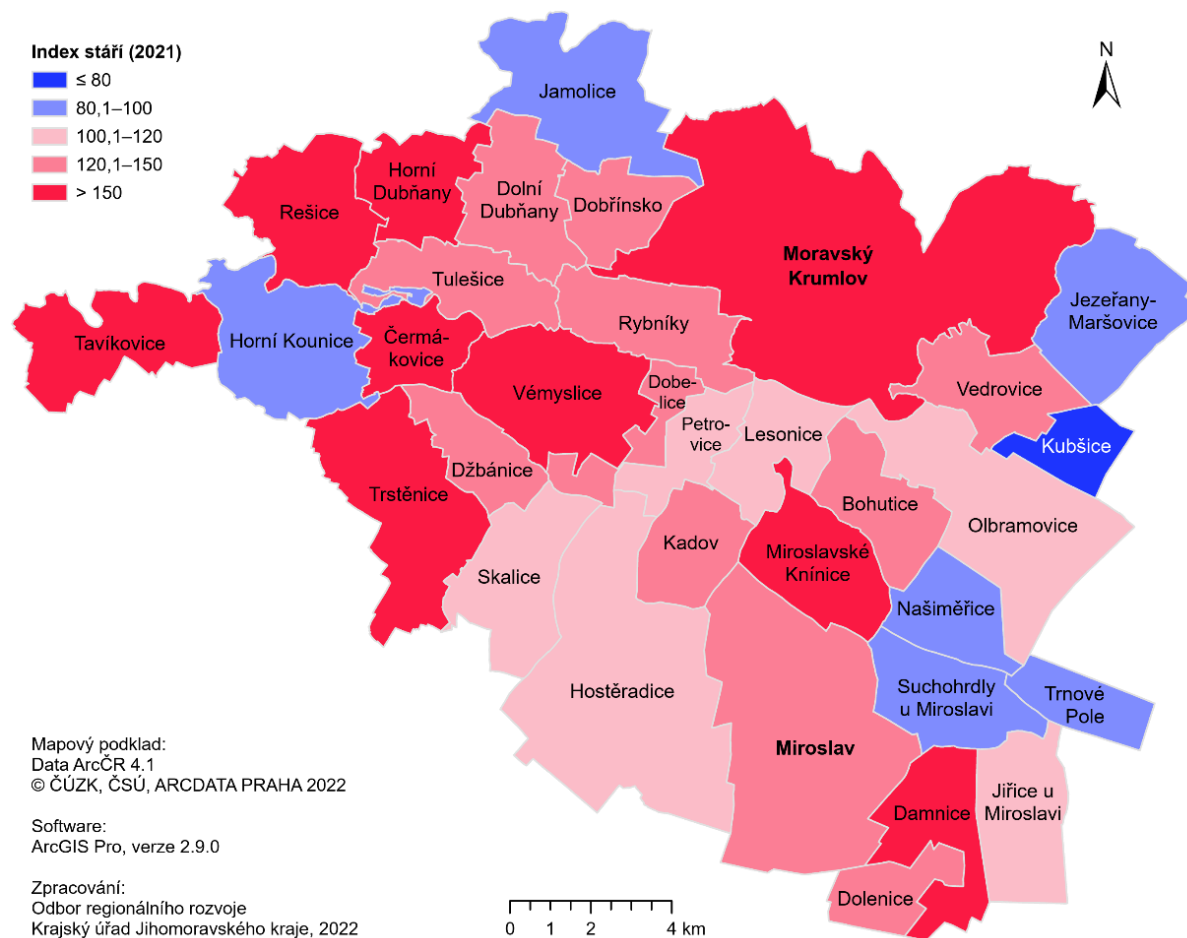 Index stáří (2021)
≤ 80
80,1–100
100,1–120
120,1–150
> 150
N
Jamolice
Horní
Dubňany
Dolní
Dubňany
Dobřínsko
Rešice
Moravský
Krumlov
Tulešice
Jezeřany-
Maršovice
Rybníky
Tavíkovice
Horní Kounice
Čermá-
kovice
Vémyslice
Dobe-
lice
Vedrovice
Petro-
vice
Lesonice
Kubšice
Džbánice
Trstěnice
Bohutice
Olbramovice
Kadov
Miroslavské
Knínice
Skalice
Našiměřice
Hostěradice
Suchohrdly
u Miroslavi
Trnové
Pole
Miroslav
Damnice
Jiřice u
Miroslavi
Dolenice
Mapový podklad:
Data ArcČR 4.1
© ČÚZK, ČSÚ, ARCDATA PRAHA 2022
Software:
ArcGIS Pro, verze 2.9.0
Zpracování:
Odbor regionálního rozvoje
Krajský úřad Jihomoravského kraje, 2022
0 1 2 4 km